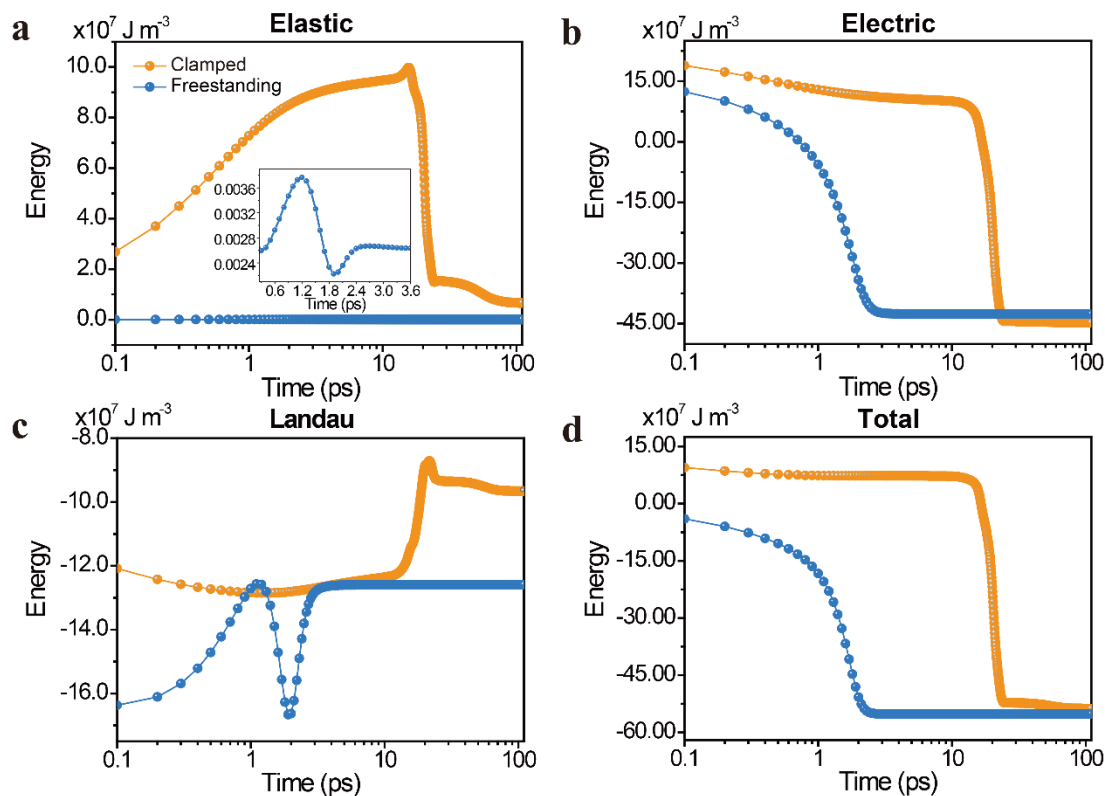 a
x10⁷ J m⁻³
Elastic
Clamped
Freestanding
10.0
8.0
6.0
4.0
2.0
0.0
Energy
0.0036
0.0032
0.0028
0.0024
0.6 1.2 1.8 2.4 3.0 3.6
Time (ps)
0.1 1 10 100
Time (ps)
b
x10⁷ J m⁻³
Electric
15.00
0.00
-15.00
-30.00
-45.00
Energy
0.1 1 10 100
Time (ps)
c
x10⁷ J m⁻³
Landau
-8.0
-10.0
-12.0
-14.0
-16.0
Energy
0.1 1 10 100
Time (ps)
d
x10⁷ J m⁻³
Total
15.00
0.00
-15.00
-30.00
-45.00
-60.00
Energy
0.1 1 10 100
Time (ps)